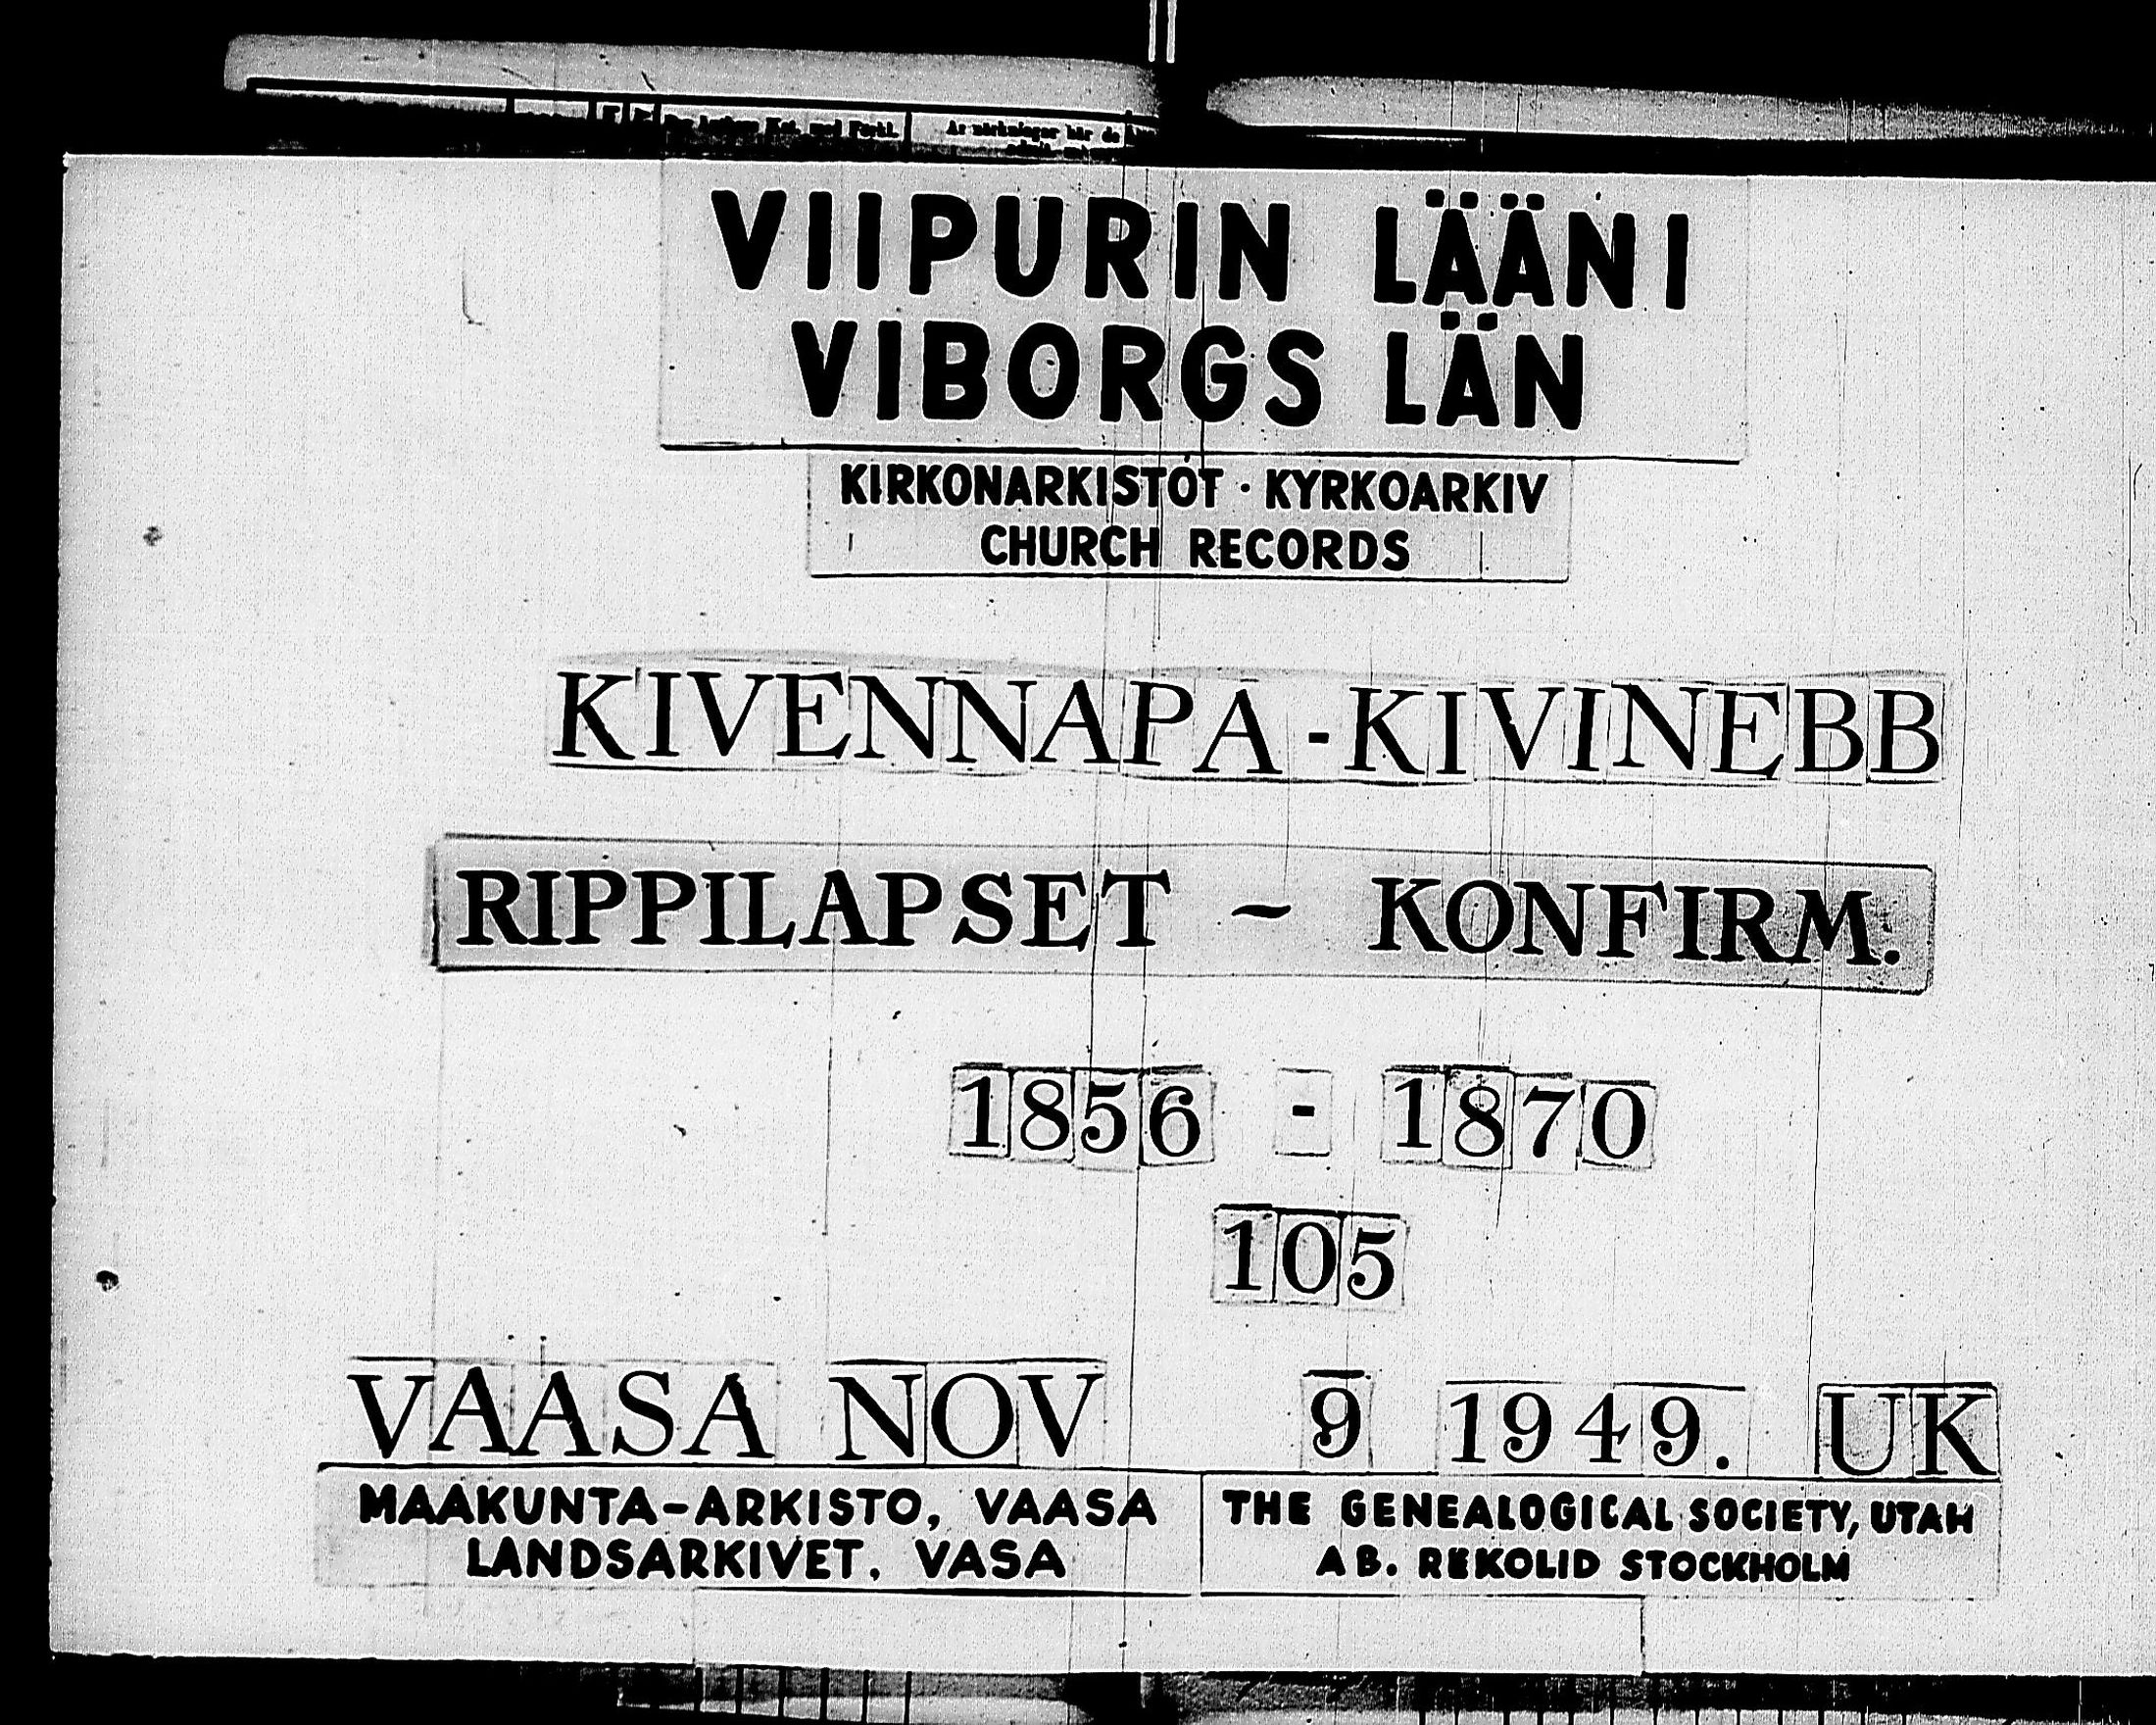 VIIPURIN LÄÄNI
VIBORGS LÄN
KIRKONARKISTOT · KYRKOARKIV
CHURCH RECORDS
KIVENNAPA - KIVINEBB
RIPPILAPSET – KONFIRM.
1856 - 1870
105
VAASA NOV 9 1949. UK
MAAKUNTA-ARKISTO, VAASA
LANDSARKIVET, VASA
THE GENEALOGICAL SOCIETY, UTAH
AB. REKOLID STOCKHOLM